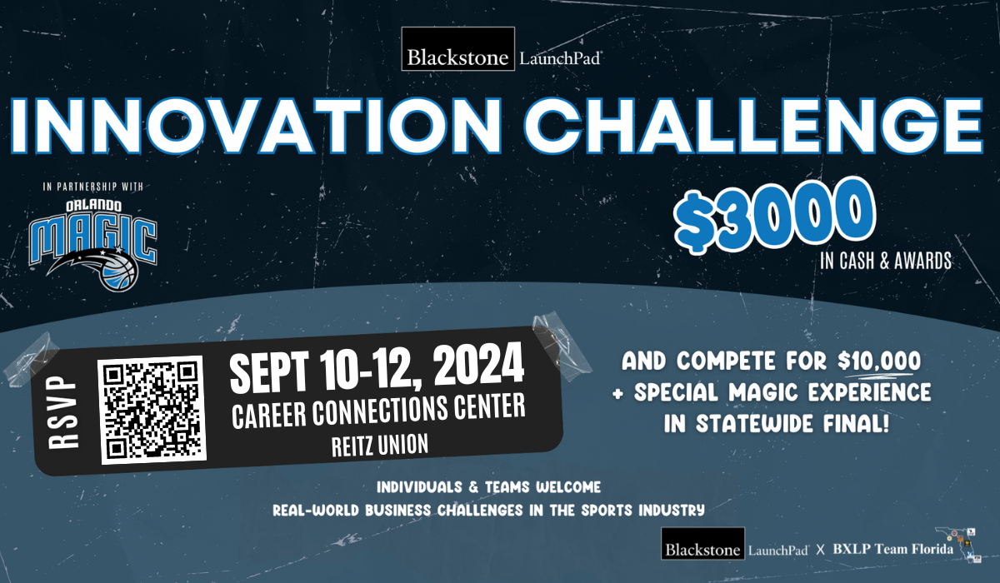 Blackstone LaunchPad
INNOVATION CHALLENGE
IN PARTNERSHIP WITH
ORLANDO
MAGIC
$3000
IN CASH & AWARDS
RSVP
SEPT 10-12, 2024
CAREER CONNECTIONS CENTER
REITZ UNION
AND COMPETE FOR $10,000
+ SPECIAL MAGIC EXPERIENCE
IN STATEWIDE FINAL!
INDIVIDUALS & TEAMS WELCOME
REAL-WORLD BUSINESS CHALLENGES IN THE SPORTS INDUSTRY
Blackstone LaunchPad X BXLP Team Florida